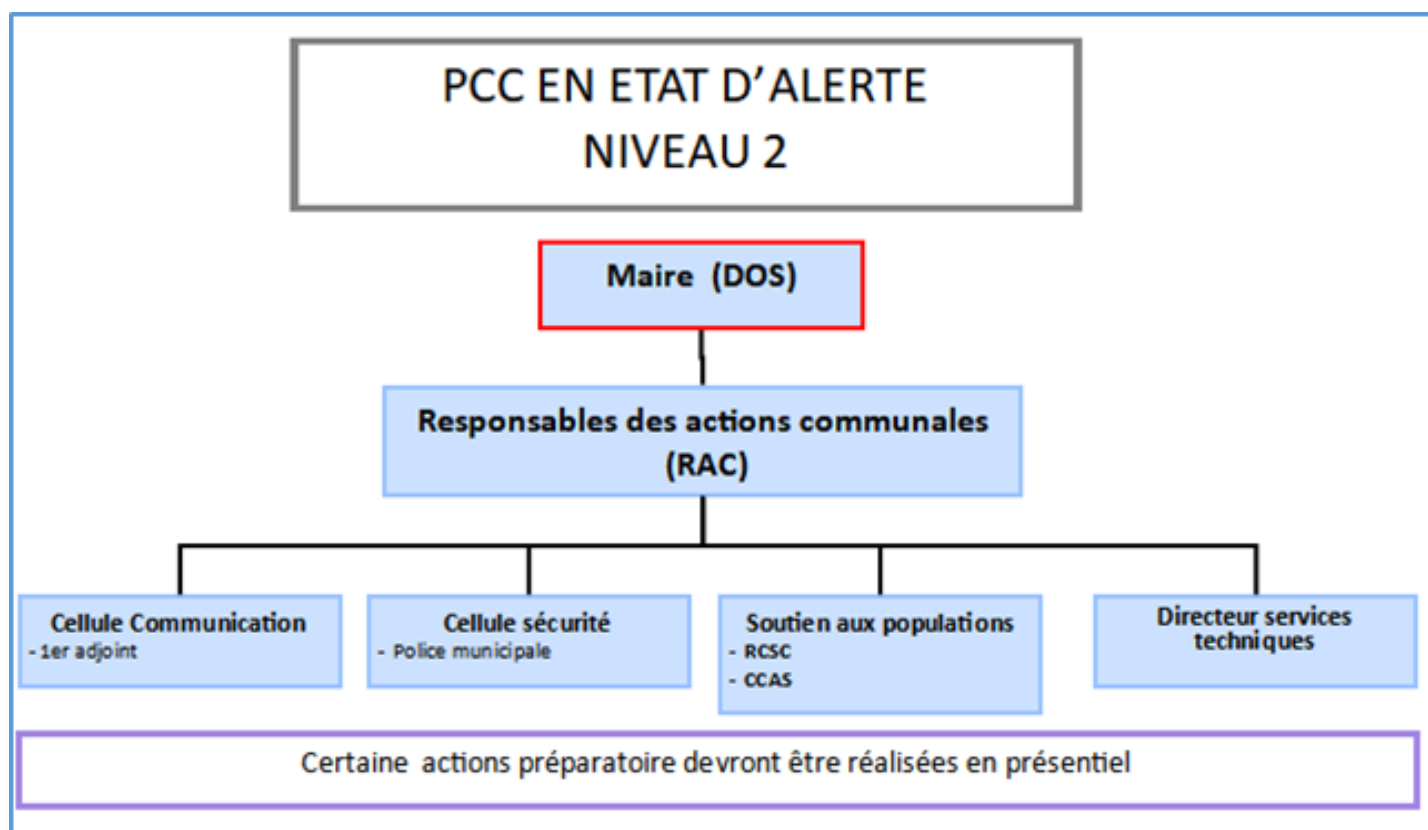 PCC EN ETAT D’ALERTE
NIVEAU 2
Maire (DOS)
Responsables des actions communales
(RAC)
Cellule Communication
- 1er adjoint
Cellule sécurité
- Police municipale
Soutien aux populations
- RCSC
- CCAS
Directeur services
techniques
Certaine actions préparatoire devront être réalisées en présentiel